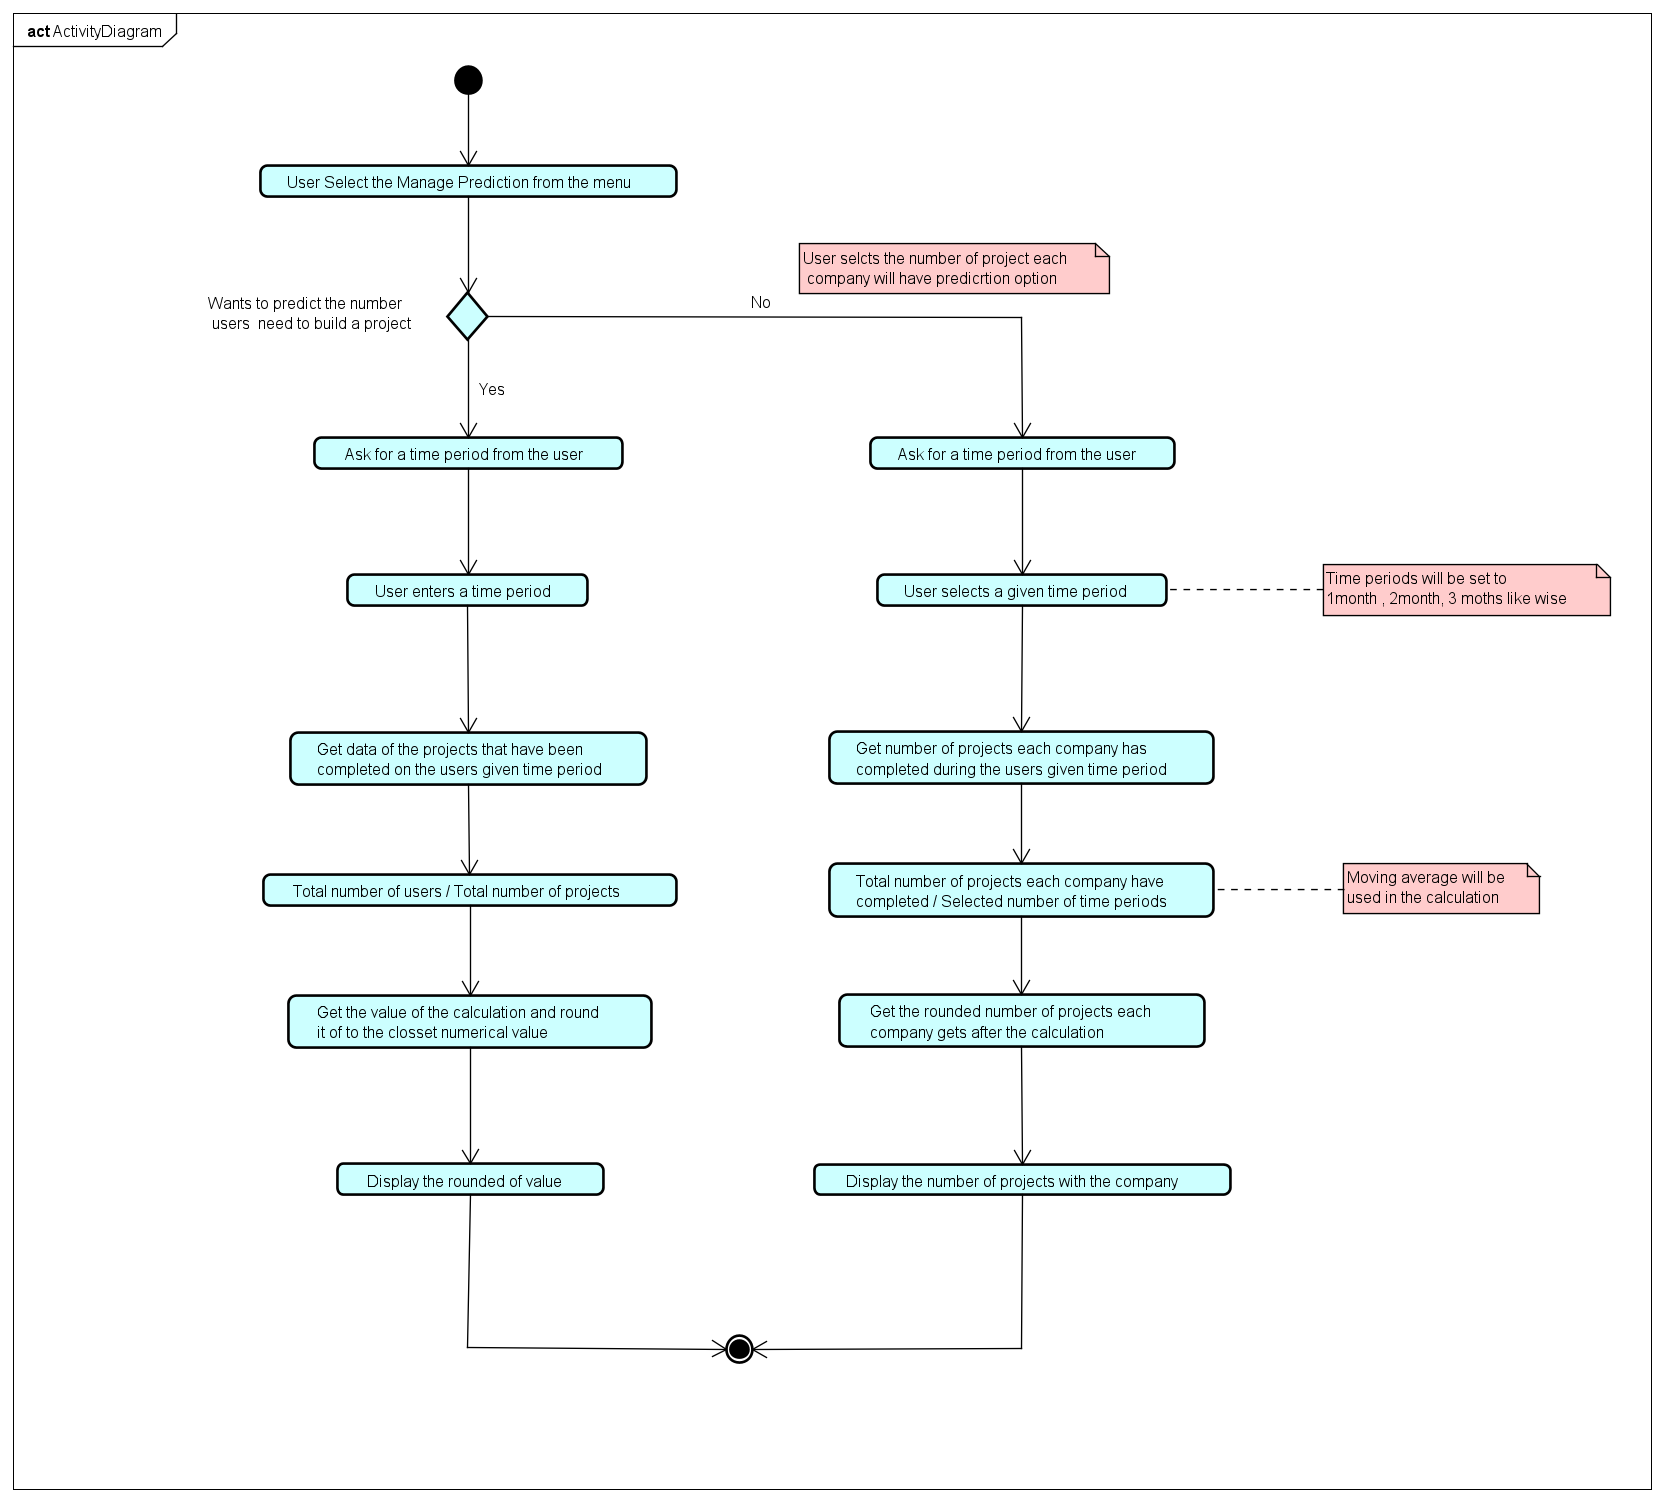 act ActivityDiagram
User Select the Manage Prediction from the menu
User selcts the number of project each
company will have predicrtion option
Wants to predict the number
users need to build a project
No
Yes
Ask for a time period from the user
Ask for a time period from the user
User enters a time period
User selects a given time period
Time periods will be set to
1month , 2month, 3 moths like wise
Get data of the projects that have been
completed on the users given time period
Get number of projects each company has
completed during the users given time period
Total number of users / Total number of projects
Total number of projects each company have
completed / Selected number of time periods
Moving average will be
used in the calculation
Get the value of the calculation and round
it of to the closset numerical value
Get the rounded number of projects each
company gets after the calculation
Display the rounded of value
Display the number of projects with the company